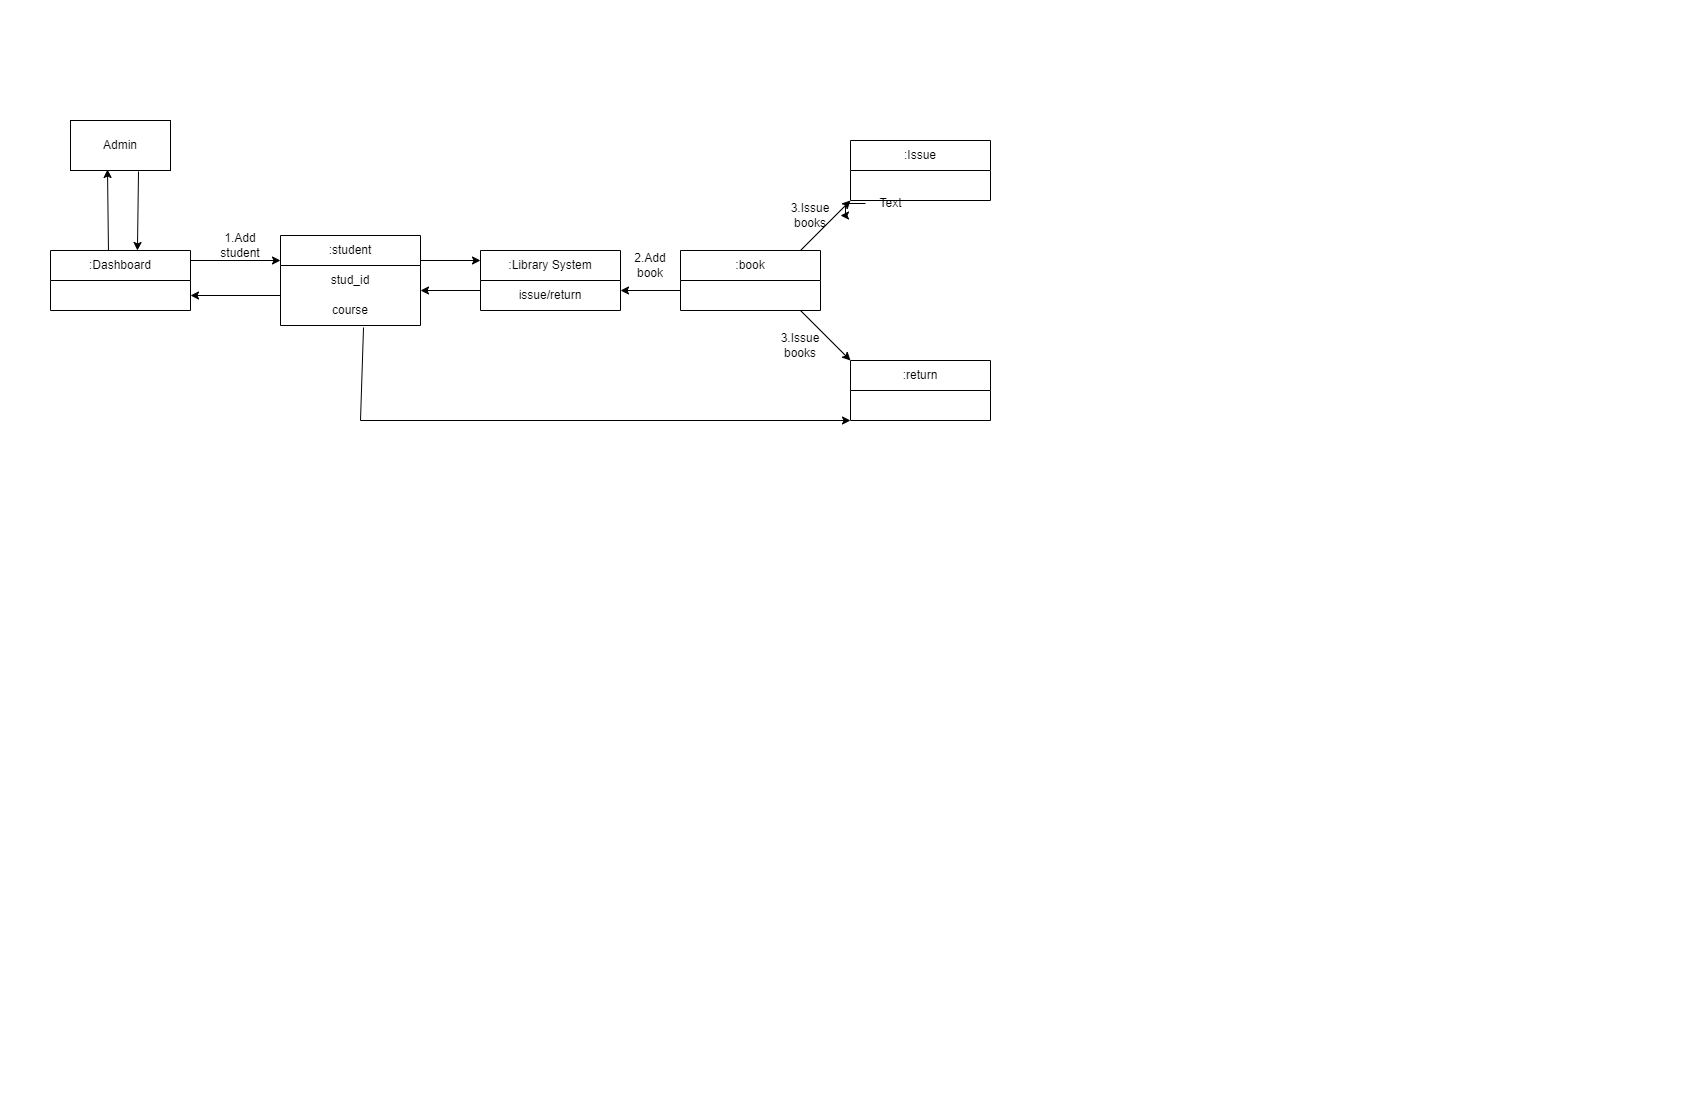 Admin
:Issue
3.Issue
books
Text
1.Add
student
:student
:Dashboard
stud_id
course
:Library System
issue/return
2.Add
book
:book
3.Issue
books
:return